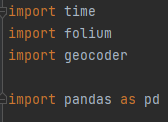 import time
import folium
import geocoder
import pandas as pd